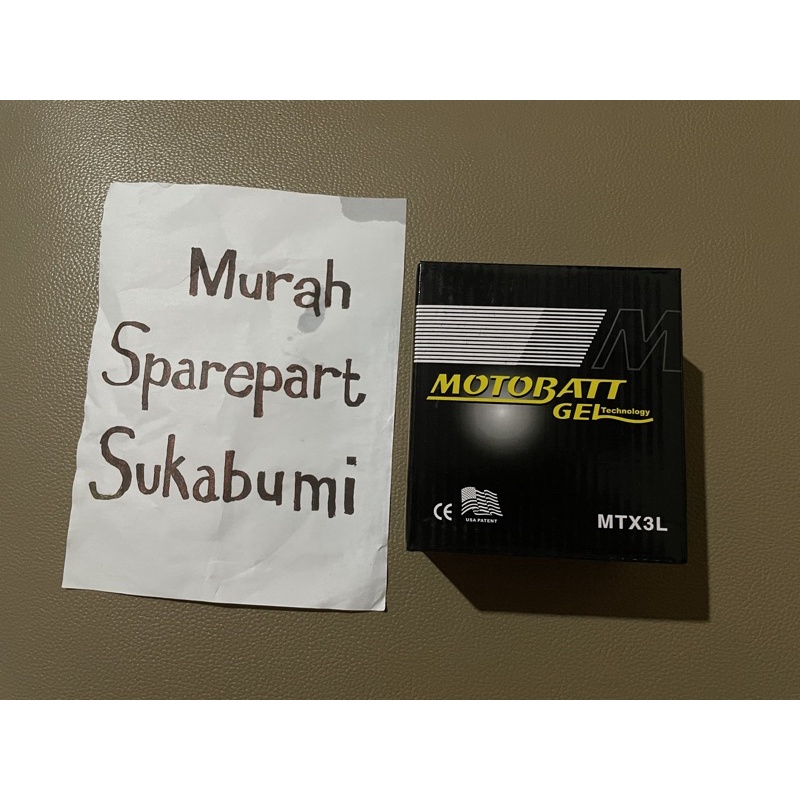 Murah
Sparepart
Sukabumi
M
MOTOBATT
GEL Technology
CE
USA PATENT
MTX3L